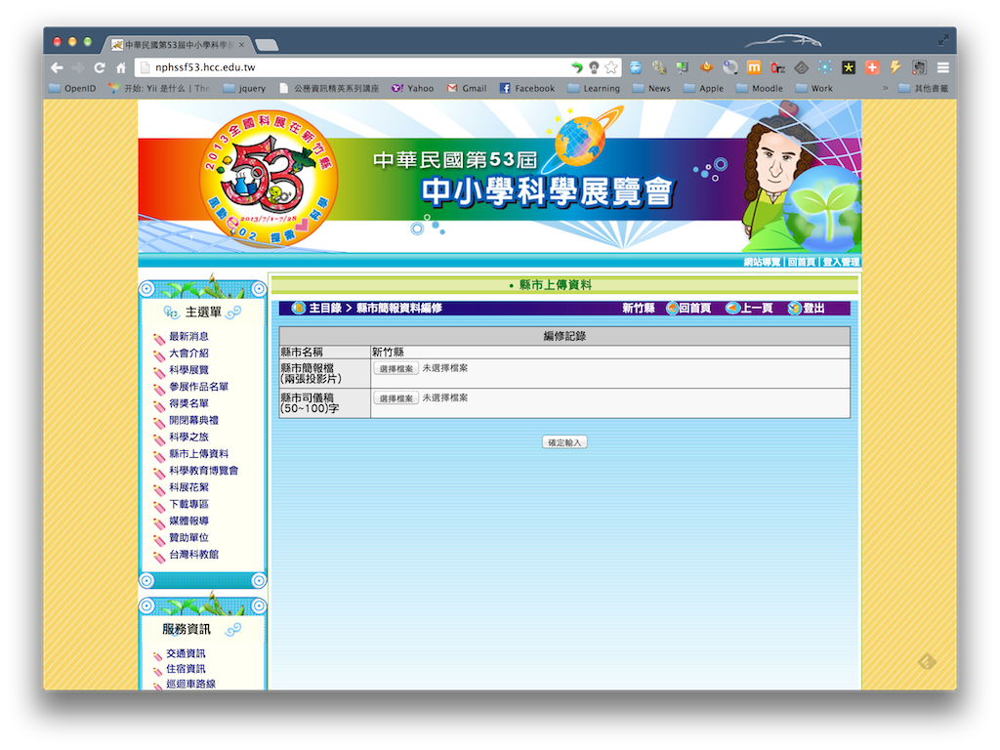 中華民國第53屆中小學科學
nphssf53.hcc.edu.tw
OpenID 开始: Yii 是什么 | The jquery 公務資訊精英系列講座 Yahoo Gmail Facebook Learning News Apple Moodle Work » 其他書籤
2013全國科展在新竹縣
53
2013/7/1~7/28
風動e02 探索 科學
中華民國第53屆
中小學科學展覽會
網站導覽 | 回首頁 | 登入管理
主選單
最新消息
大會介紹
科學展覽
參展作品名單
得獎名單
開閉幕典禮
科學之旅
縣市上傳資料
科學教育博覽會
科展花絮
下載專區
媒體報導
贊助單位
台灣科教館
服務資訊
交通資訊
住宿資訊
巡迴車路線
• 縣市上傳資料
主目錄 > 縣市簡報資料編修 新竹縣 回首頁 上一頁 登出
編修記錄
縣市名稱 新竹縣
縣市簡報檔
(兩張投影片) 選擇檔案 未選擇檔案
縣市司儀稿
(50~100)字 選擇檔案 未選擇檔案
確定輸入